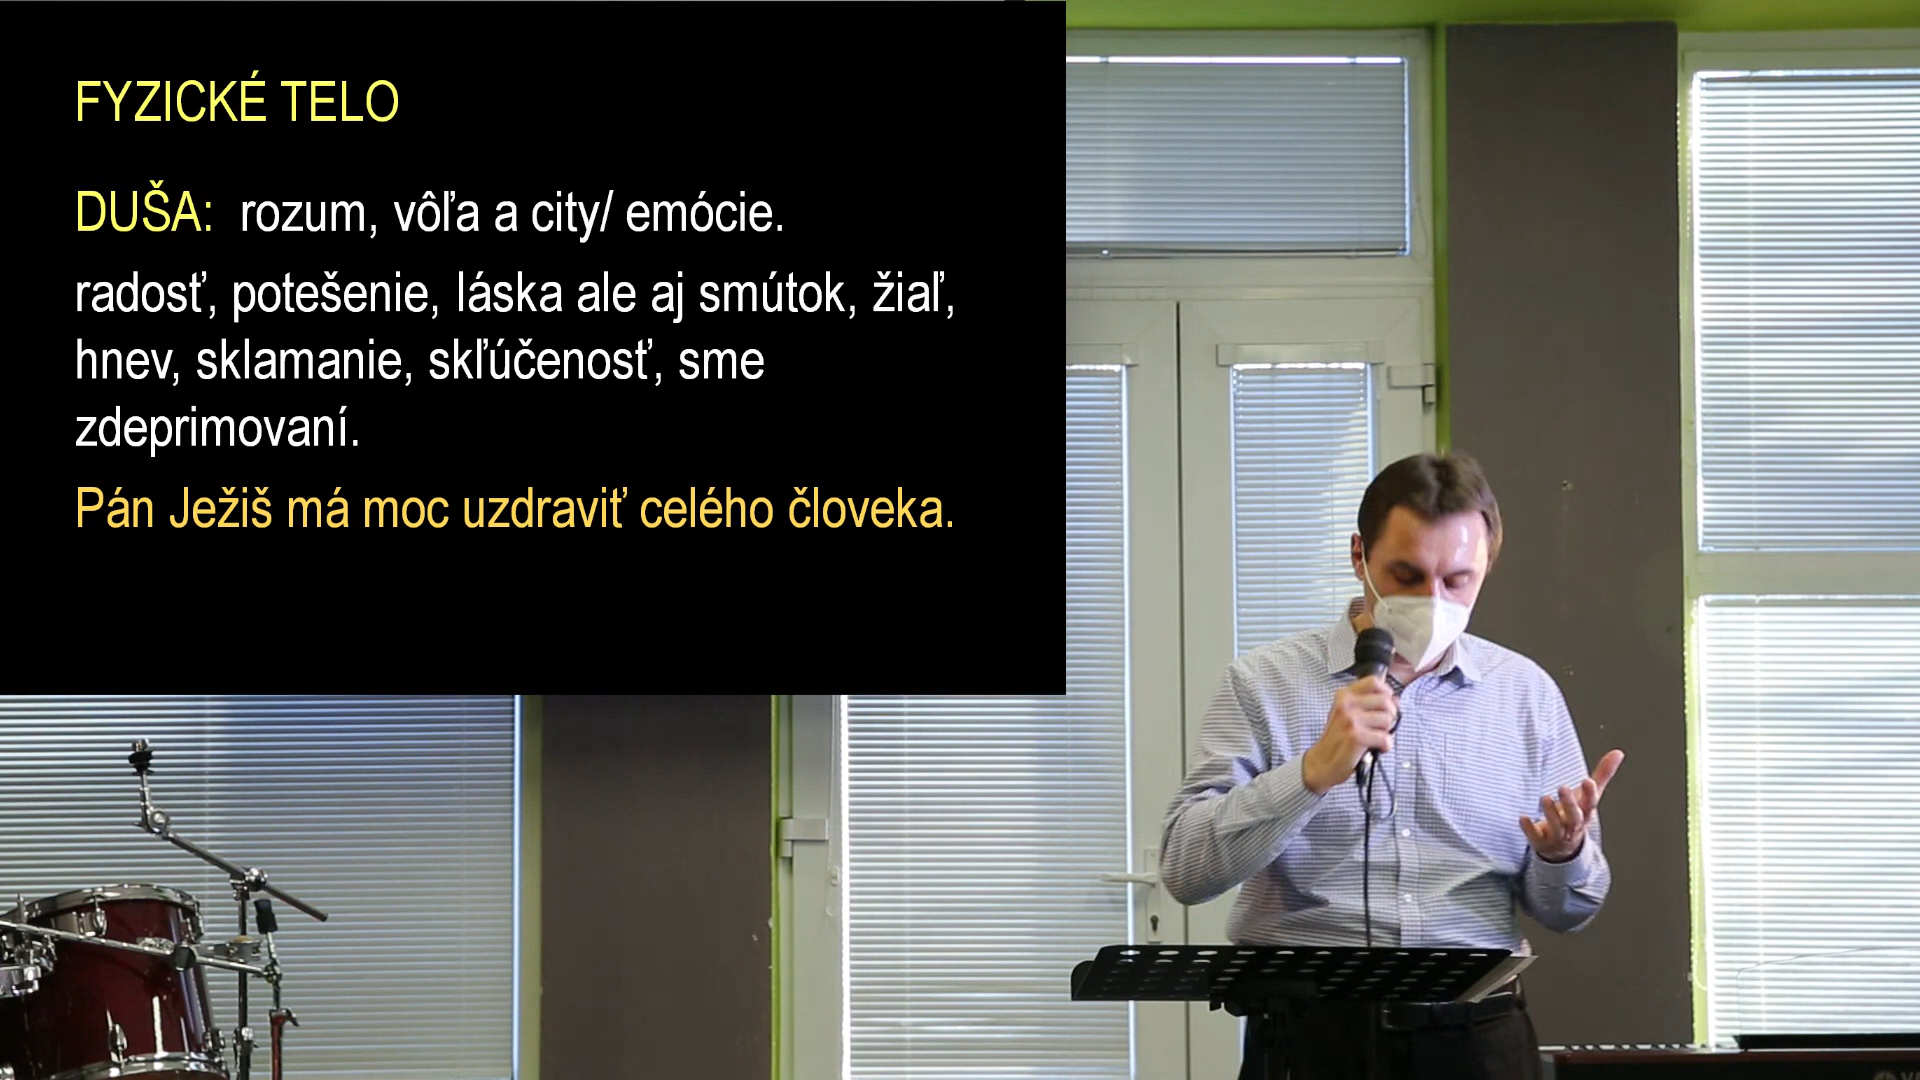 FYZICKÉ TELO
DUŠA: rozum, vôľa a city/ emócie.
radosť, potešenie, láska ale aj smútok, žiaľ,
hnev, sklamanie, skľúčenosť, sme
zdeprimovaní.
Pán Ježiš má moc uzdraviť celého človeka.